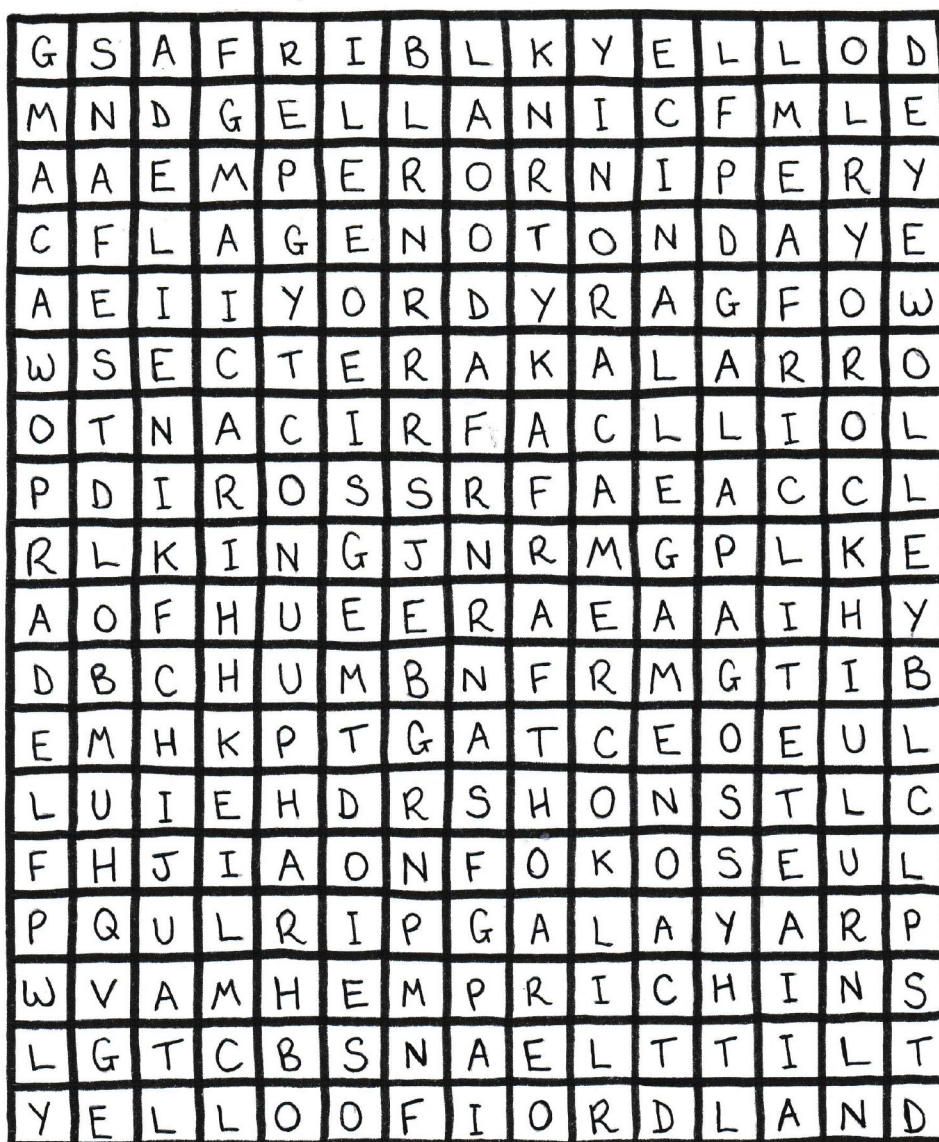 G S A F R I B L K Y E L L O D
M N D G E L L A N I C F M L E
A A E M P E R O R N I P E R Y
C F L A G E N O T O N D A Y E
A E I I Y O R D Y R A G F O W
W S E C T E R A K A L A R R O
O T N A C I R F A C L L I O L
P D I R O S S R F A E A C C L
R L K I N G J N R M G P L K E
A O F H U E E R A E A A I H Y
D B C H U M B N F R M G T I B
E M H K P T G A T C E O E U L
L U I E H D R S H O N S T L C
F H J I A O N F O K O S E U L
P Q U L R I P G A L A Y A R P
W V A M H E M P R I C H I N S
L G T C B S N A E L T T I L T
Y E L L O O F I O R D L A N D